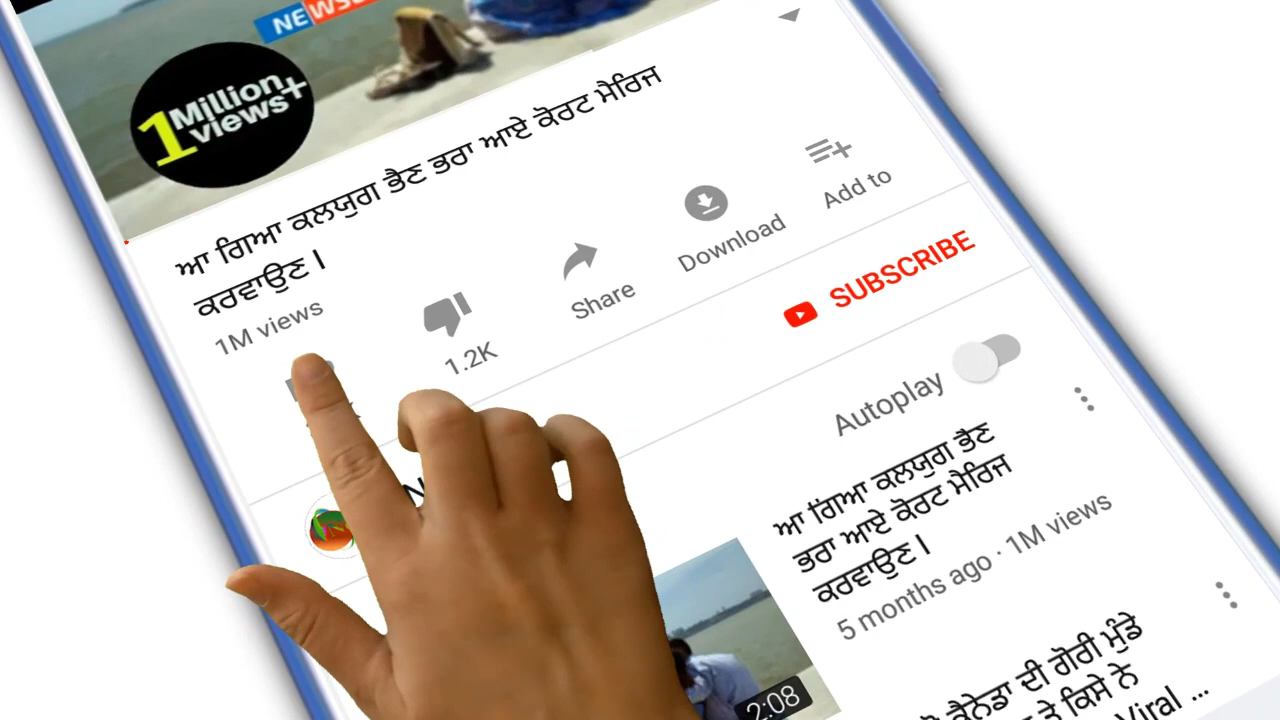 1 Million+
views
ਆ ਗਿਆ ਕਲਯੁਗ ਭੈਣ ਭਰਾ ਆਏ ਕੋਰਟ ਮੈਰਿਜ
ਕਰਵਾਉਣ।
1M views
1.2K
Share
Download
Add to
SUBSCRIBE
Autoplay
ਆ ਗਿਆ ਕਲਯੁਗ ਭੈਣ
ਭਰਾ ਆਏ ਕੋਰਟ ਮੈਰਿਜ
ਕਰਵਾਉਣ।
5 months ago · 1M views
2:08
ਕੈਨੇਡਾ ਦੀ ਗੋਰੀ ਮੁੰਡੇ
ਤੇ ਕਿਸੇ ਨੇ
Viral ...